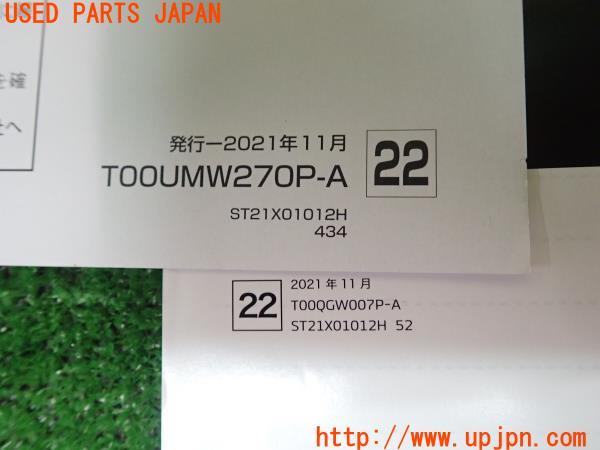 USED PARTS JAPAN
を確
社へ
発行ー2021年11月
22
T00UMW270P-A
ST21X01012H
434
22
2021年11月
T00QGW007P-A
ST21X01012H 52
http://www.upjpn.com/